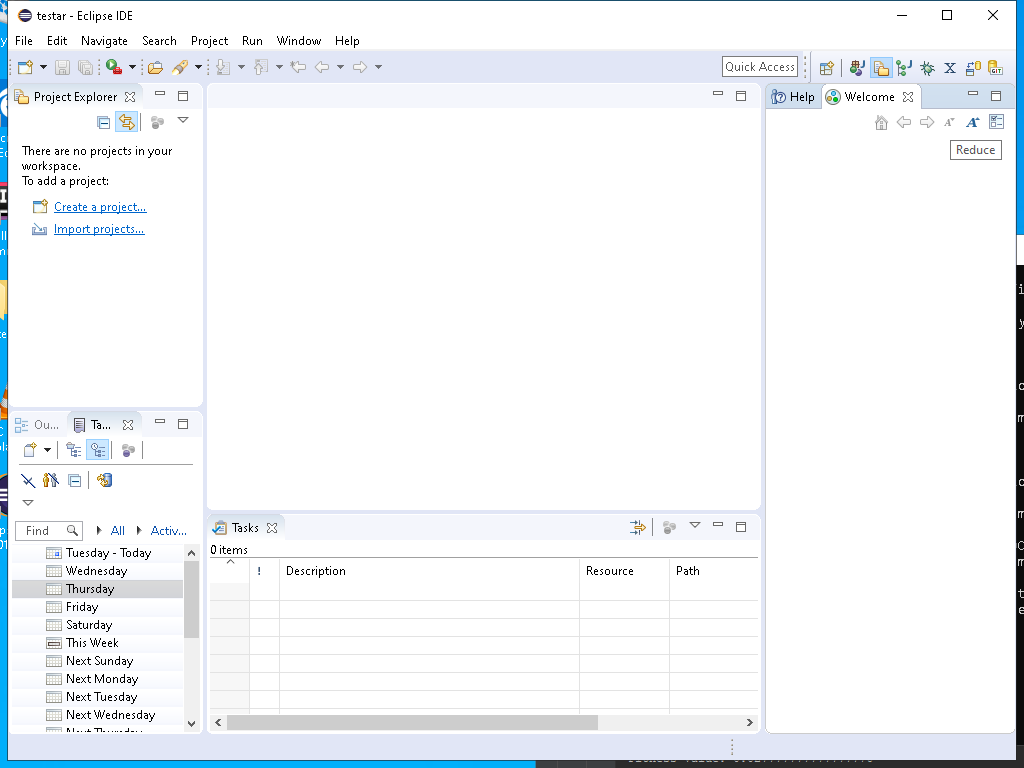 testar - Eclipse IDE
File Edit Navigate Search Project Run Window Help
Quick Access
Project Explorer
Help Welcome
There are no projects in your
workspace.
To add a project:
Create a project...
Import projects...
Reduce
Ou... Ta...
Find All Activ...
Tuesday - Today
Wednesday
Thursday
Friday
Saturday
This Week
Next Sunday
Next Monday
Next Tuesday
Next Wednesday
Next Thursday
Tasks
0 items
! Description Resource Path